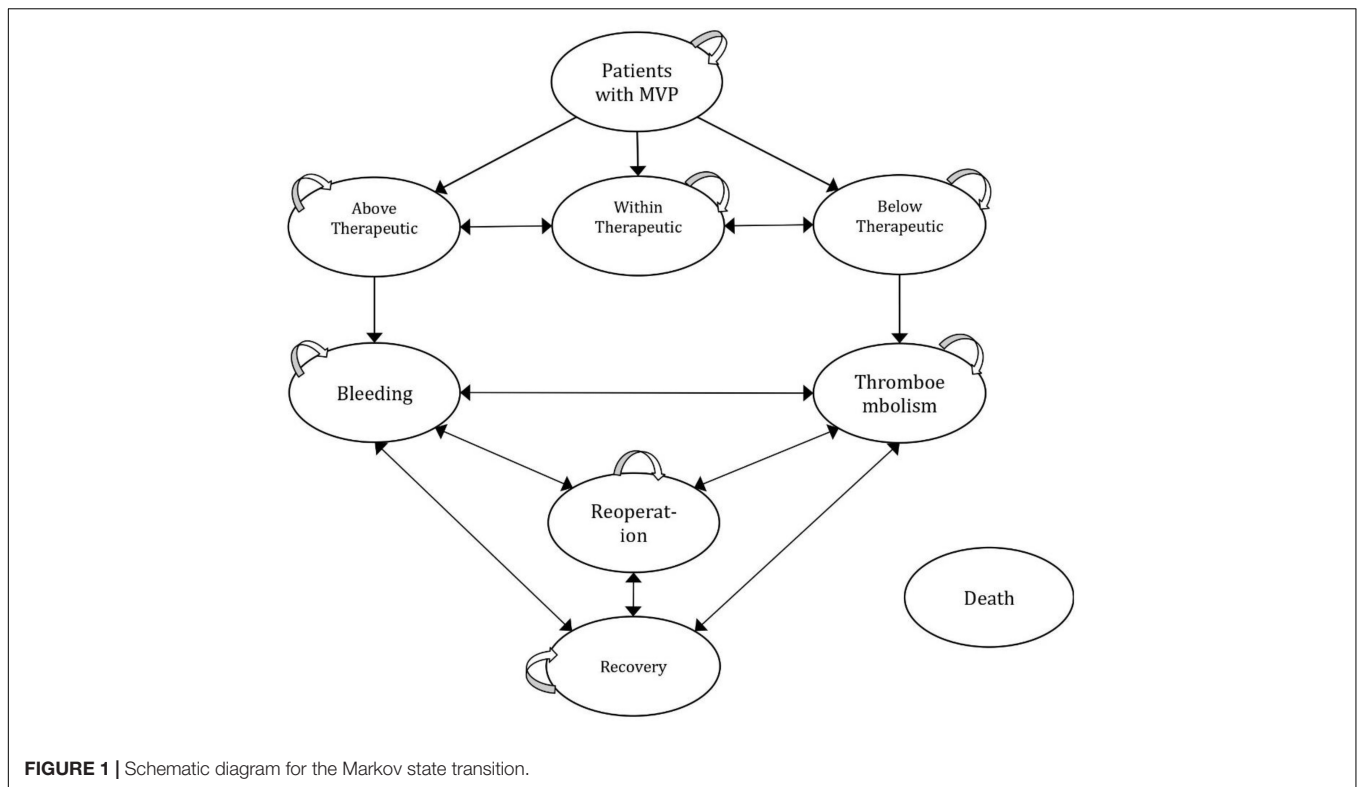 Patients
with MVP
Above
Therapeutic
Within
Therapeutic
Below
Therapeutic
Bleeding
Thromboe
mbolism
Reoperat-
ion
Death
Recovery
FIGURE 1 | Schematic diagram for the Markov state transition.